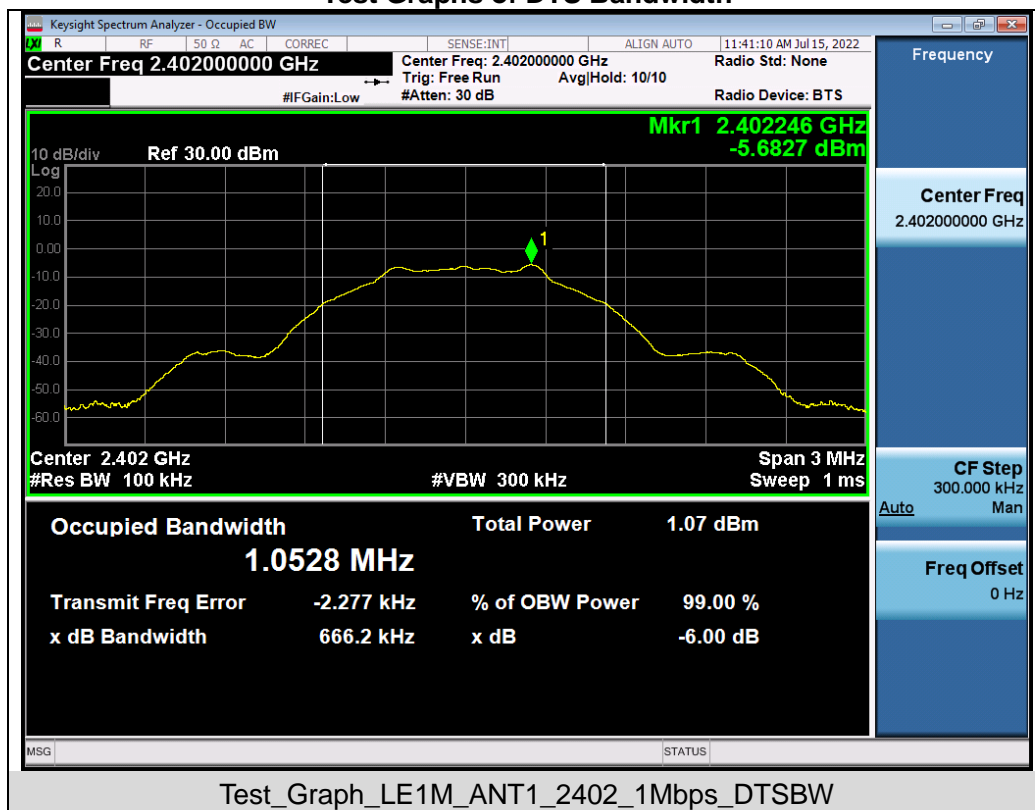 Test Graphs of DTS Bandwidth
Keysight Spectrum Analyzer - Occupied BW
LXI R RF 50 Ω AC CORREC SENSE:INT ALIGN AUTO 11:41:10 AM Jul 15, 2022
Center Freq 2.402000000 GHz Center Freq: 2.402000000 GHz Radio Std: None
Trig: Free Run Avg|Hold: 10/10
#IFGain:Low #Atten: 30 dB Radio Device: BTS
Mkr1 2.402246 GHz
-5.6827 dBm
10 dB/div Ref 30.00 dBm
Log
20.0
10.0
0.00
-10.0
-20.0
-30.0
-40.0
-50.0
-60.0
1
Center 2.402 GHz Span 3 MHz
#Res BW 100 kHz #VBW 300 kHz Sweep 1 ms
Occupied Bandwidth Total Power 1.07 dBm
1.0528 MHz
Transmit Freq Error -2.277 kHz % of OBW Power 99.00 %
x dB Bandwidth 666.2 kHz x dB -6.00 dB
MSG STATUS
Frequency
Center Freq
2.402000000 GHz
CF Step
300.000 kHz
Auto Man
Freq Offset
0 Hz
Test_Graph_LE1M_ANT1_2402_1Mbps_DTSBW